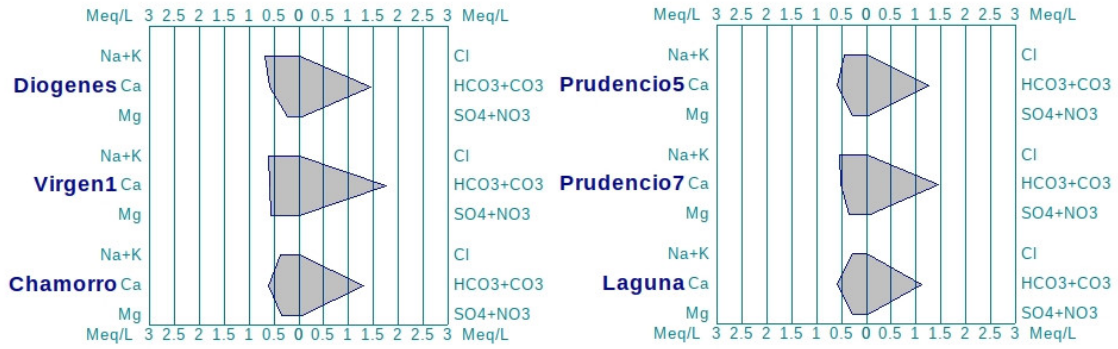 Meq/L 3 2.5 2 1.5 1 0.5 0 0.5 1 1.5 2 2.5 3 Meq/L
Na+K Cl
Diogenes Ca HCO3+CO3
Mg SO4+NO3
Na+K Cl
Virgen1 Ca HCO3+CO3
Mg SO4+NO3
Na+K Cl
Chamorro Ca HCO3+CO3
Mg SO4+NO3
Meq/L 3 2.5 2 1.5 1 0.5 0 0.5 1 1.5 2 2.5 3 Meq/L
Meq/L 3 2.5 2 1.5 1 0.5 0 0.5 1 1.5 2 2.5 3 Meq/L
Na+K Cl
Prudencio5 Ca HCO3+CO3
Mg SO4+NO3
Na+K Cl
Prudencio7 Ca HCO3+CO3
Mg SO4+NO3
Na+K Cl
Laguna Ca HCO3+CO3
Mg SO4+NO3
Meq/L 3 2.5 2 1.5 1 0.5 0 0.5 1 1.5 2 2.5 3 Meq/L